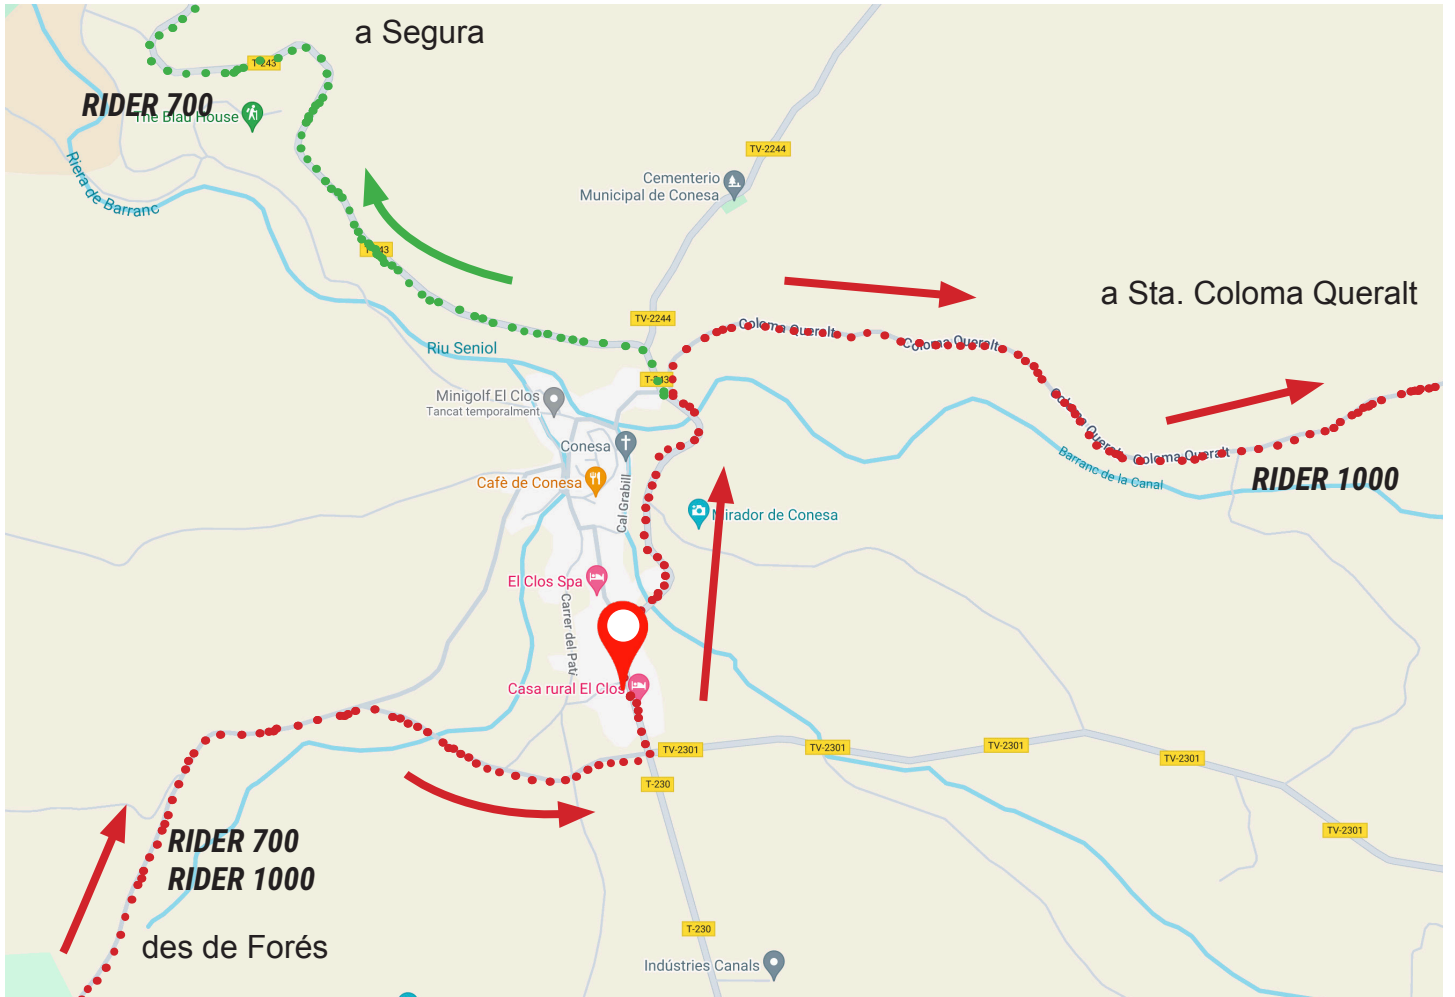 a Segura
T-243
RIDER 700
The Blau House
TV-2244
Riera de Barranc
Cementerio
Municipal de Conesa
T-243
a Sta. Coloma Queralt
TV-2244
Coloma Queralt
Coloma Queralt
Riu Seniol
T-243
Minigolf El Clos
Tancat temporalment
Coloma Queralt
Conesa
Coloma Queralt
Barranc de la Canal
RIDER 1000
Cafè de Conesa
Cal Grabill
Mirador de Conesa
El Clos Spa
Carrer del Pati
Casa rural El Clos
TV-2301
TV-2301
TV-2301
TV-2301
T-230
TV-2301
RIDER 700
RIDER 1000
T-230
des de Forés
Indústries Canals